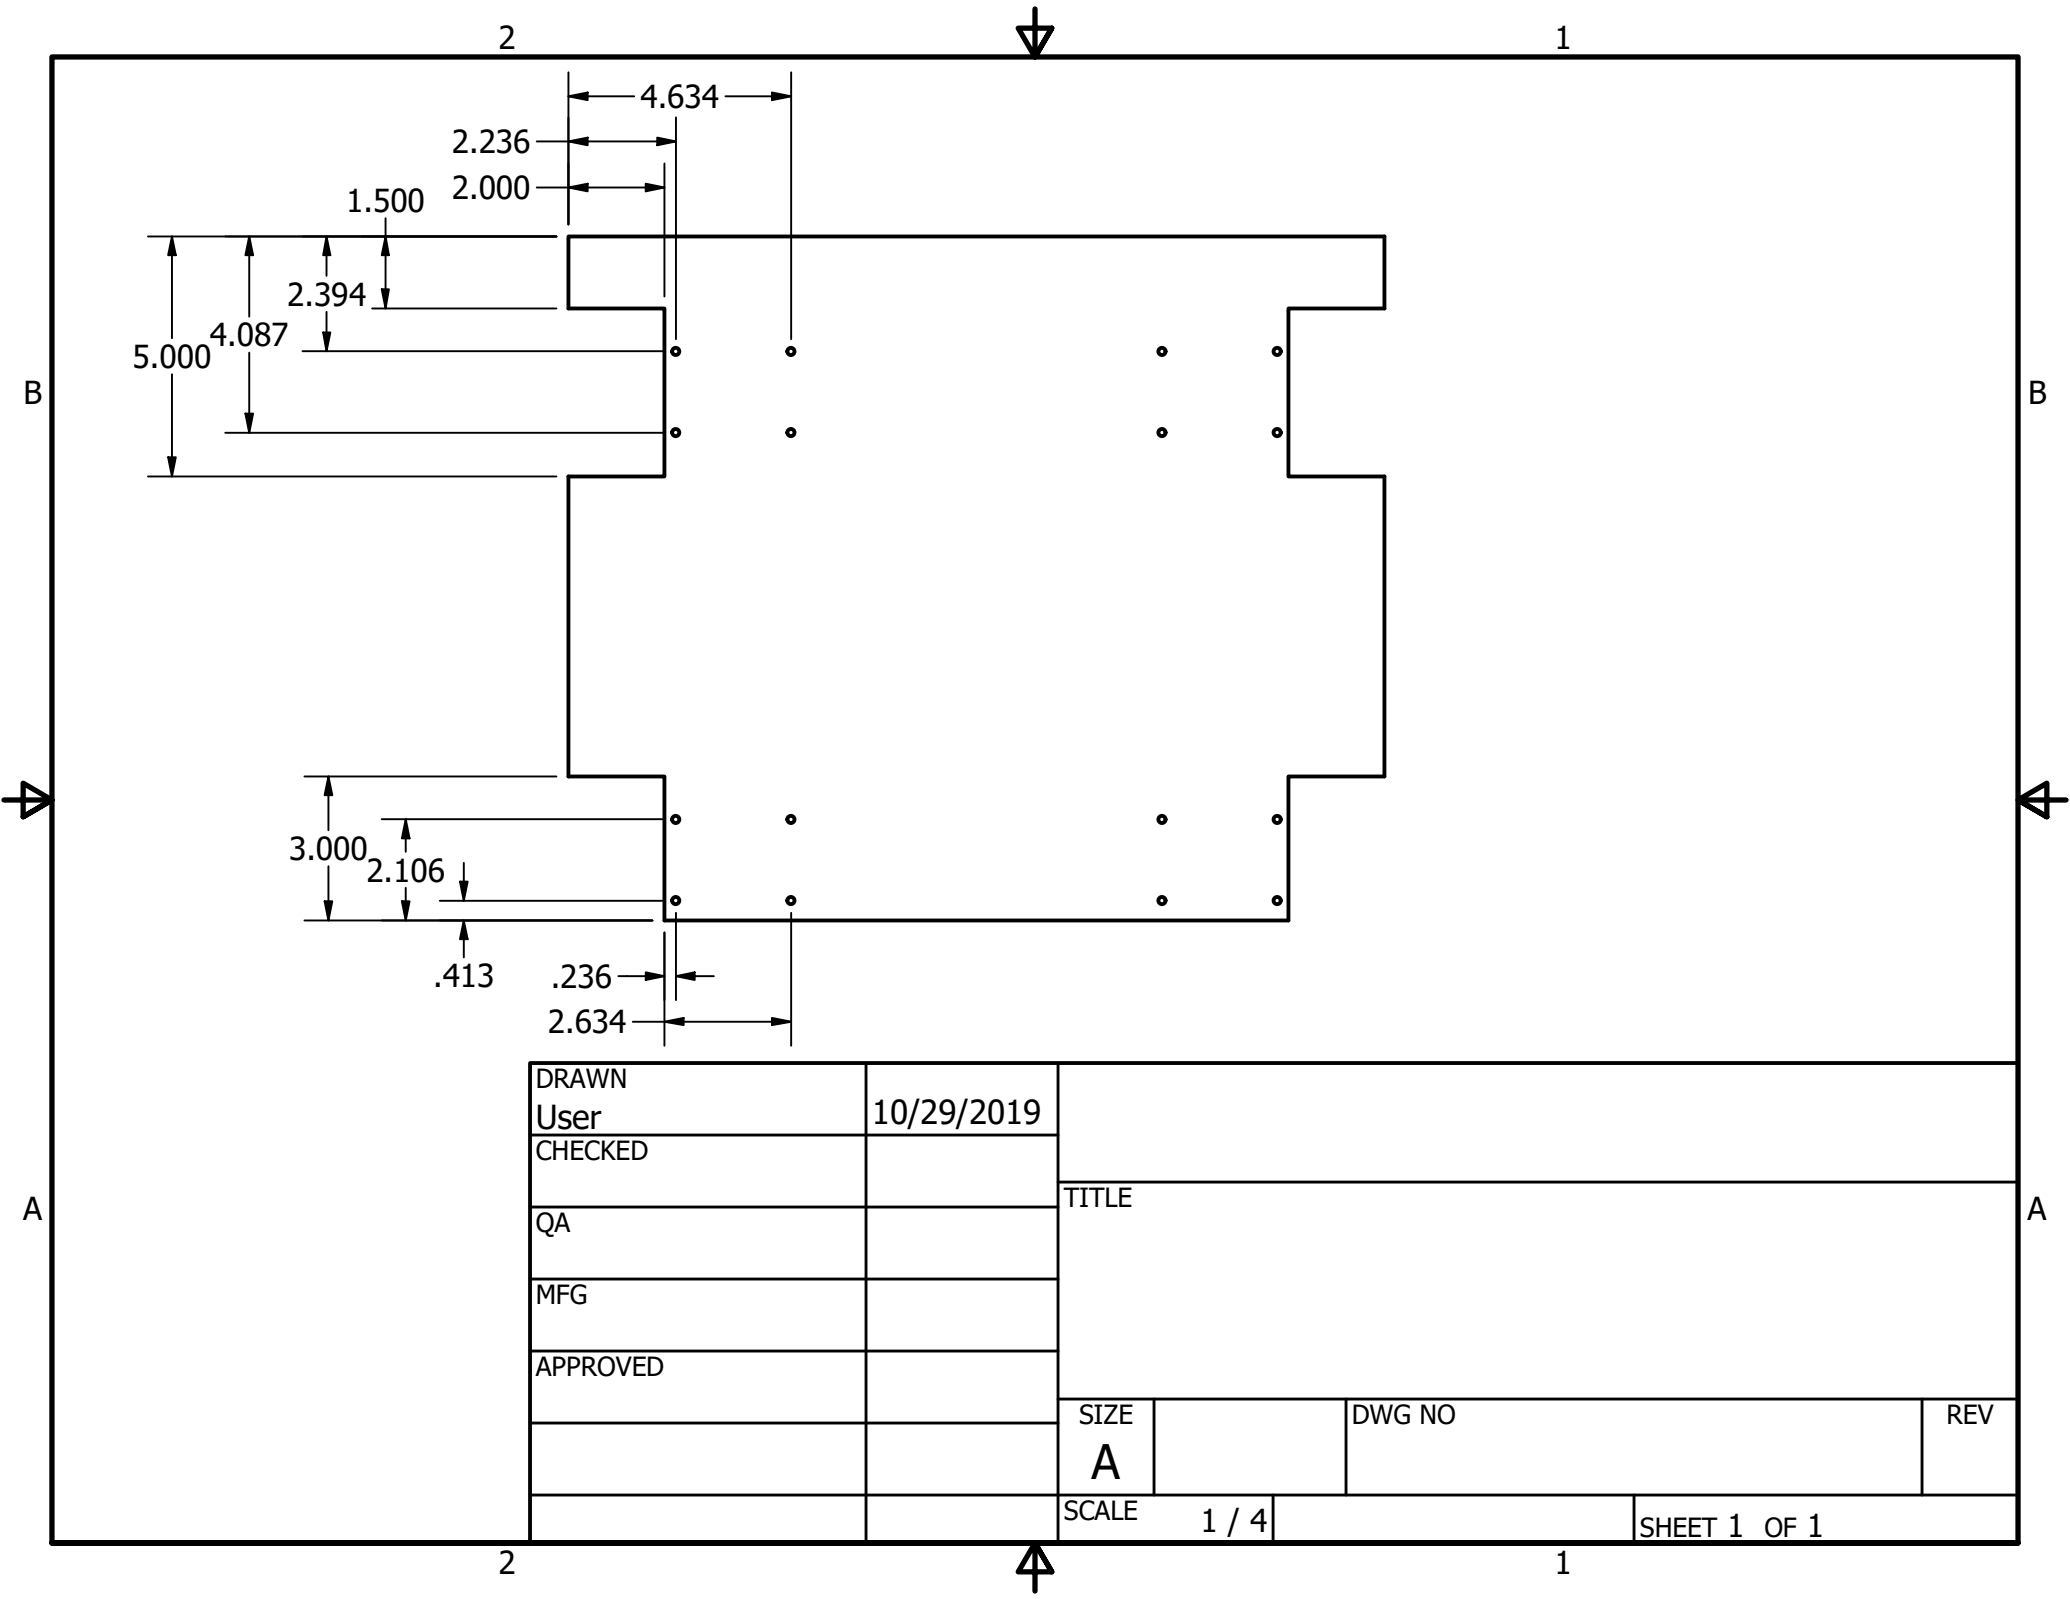 2 1
4.634
2.236
2.000
1.500
2.394
4.087
5.000
B B
3.000
2.106
.413
.236
2.634
DRAWN
User 10/29/2019
CHECKED
TITLE
A A
QA
MFG
APPROVED
SIZE DWG NO REV
A
SCALE 1 / 4 SHEET 1 OF 1
2 1